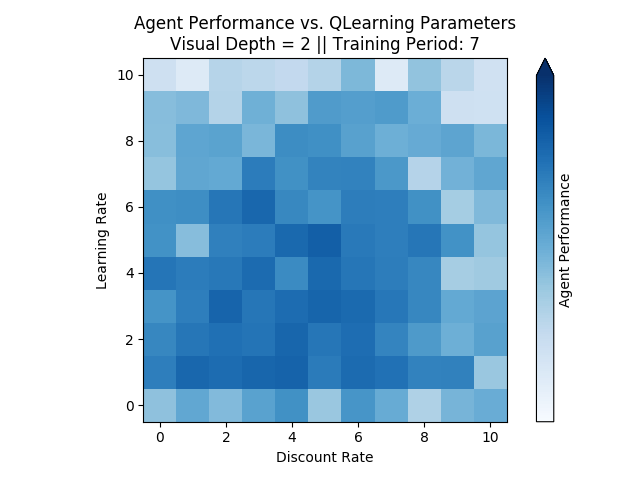 Agent Performance vs. QLearning Parameters
Visual Depth = 2 || Training Period: 7
10
8
6
4
2
0
Learning Rate
0 2 4 6 8 10
Discount Rate
Agent Performance